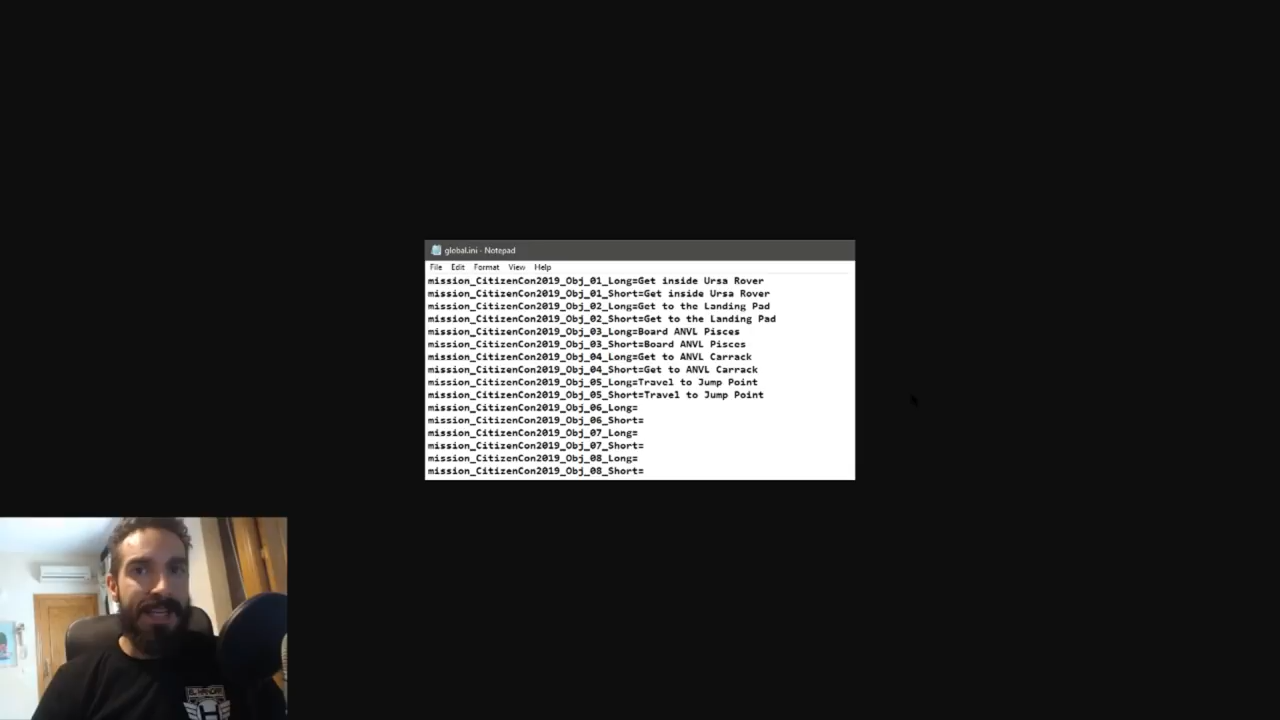 global.ini - Notepad
File Edit Format View Help
mission_CitizenCon2019_Obj_01_Long=Get inside Ursa Rover
mission_CitizenCon2019_Obj_01_Short=Get inside Ursa Rover
mission_CitizenCon2019_Obj_02_Long=Get to the Landing Pad
mission_CitizenCon2019_Obj_02_Short=Get to the Landing Pad
mission_CitizenCon2019_Obj_03_Long=Board ANVL Pisces
mission_CitizenCon2019_Obj_03_Short=Board ANVL Pisces
mission_CitizenCon2019_Obj_04_Long=Get to ANVL Carrack
mission_CitizenCon2019_Obj_04_Short=Get to ANVL Carrack
mission_CitizenCon2019_Obj_05_Long=Travel to Jump Point
mission_CitizenCon2019_Obj_05_Short=Travel to Jump Point
mission_CitizenCon2019_Obj_06_Long=
mission_CitizenCon2019_Obj_06_Short=
mission_CitizenCon2019_Obj_07_Long=
mission_CitizenCon2019_Obj_07_Short=
mission_CitizenCon2019_Obj_08_Long=
mission_CitizenCon2019_Obj_08_Short=